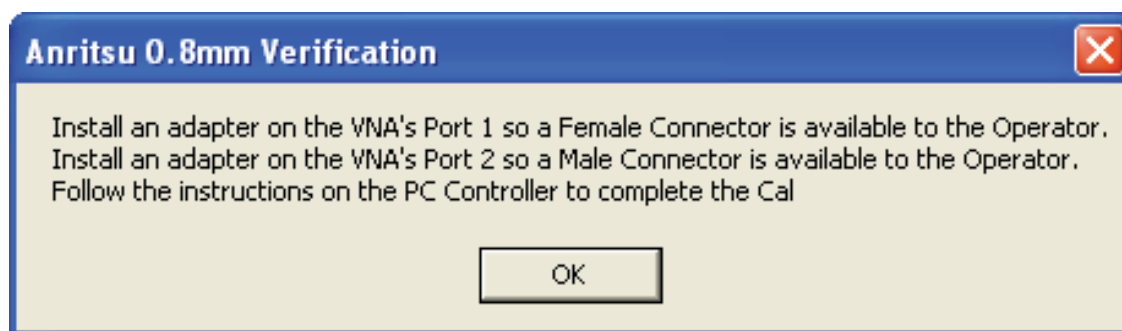 Anritsu 0.8mm Verification
Install an adapter on the VNA's Port 1 so a Female Connector is available to the Operator.
Install an adapter on the VNA's Port 2 so a Male Connector is available to the Operator.
Follow the instructions on the PC Controller to complete the Cal
OK